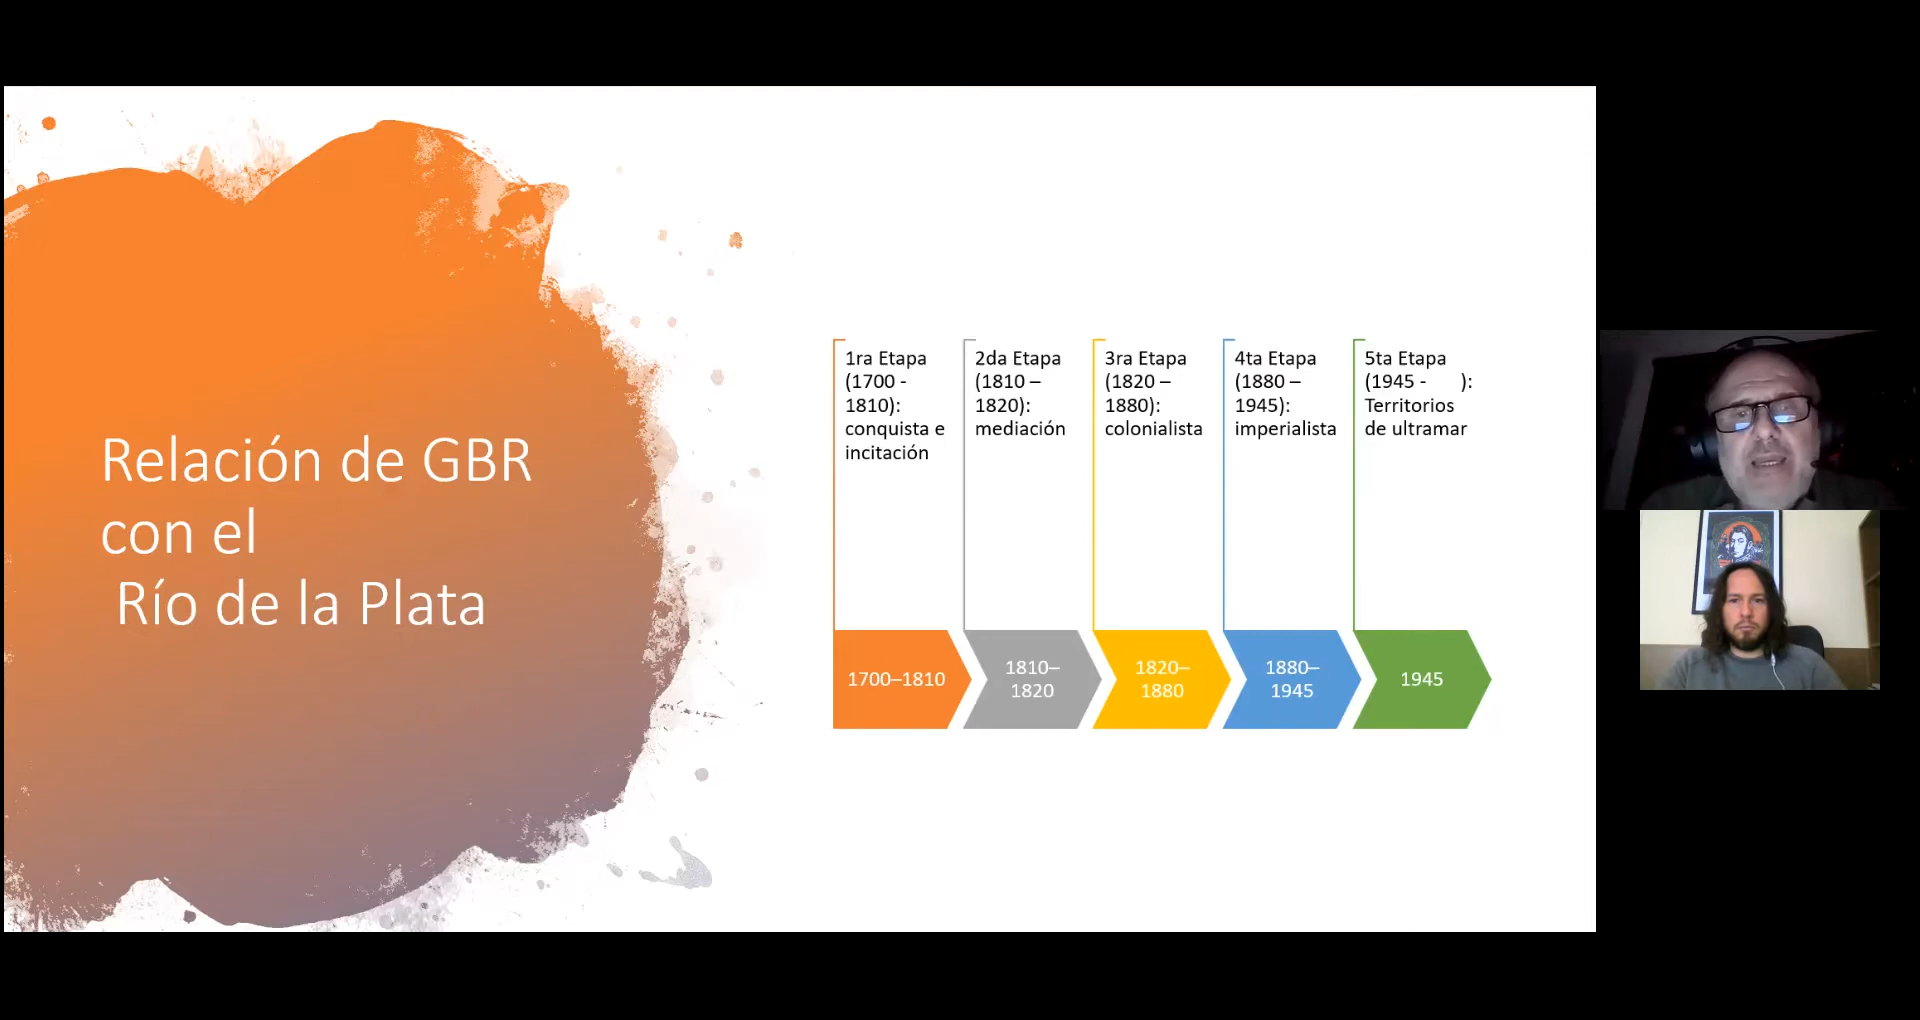 Relación de GBR
con el
Río de la Plata
1ra Etapa
(1700 -
1810):
conquista e
incitación
2da Etapa
(1810 –
1820):
mediación
3ra Etapa
(1820 –
1880):
colonialista
4ta Etapa
(1880 –
1945):
imperialista
5ta Etapa
(1945 -      ):
Territorios
de ultramar
1700–1810
1810–
1820
1820–
1880
1880–
1945
1945